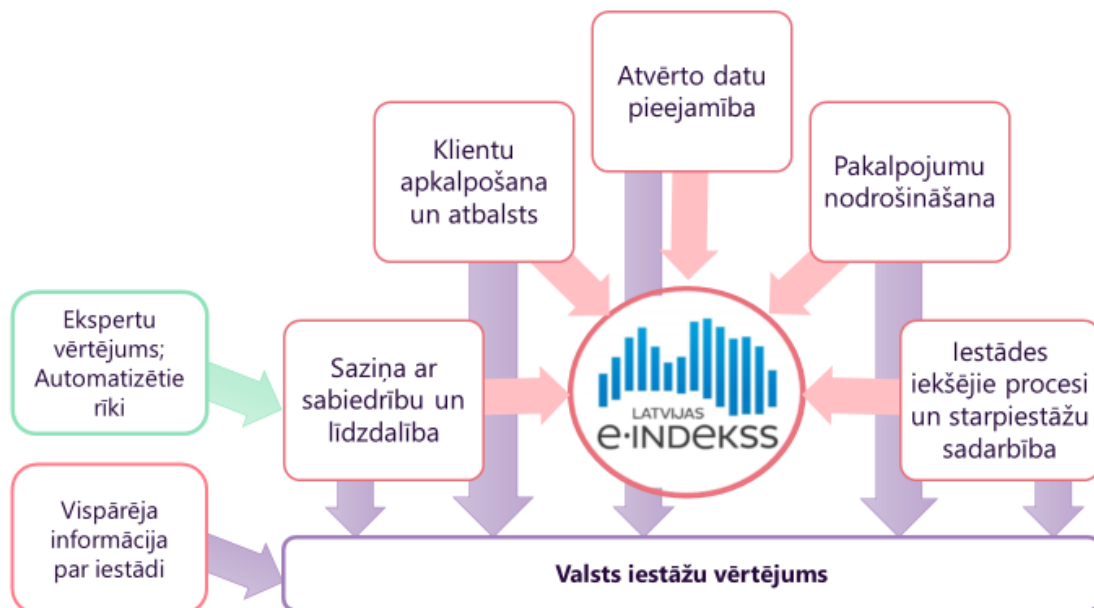 Atvērto datu
pieejamība
Klientu
apkalpošana
un atbalsts
Pakalpojumu
nodrošināšana
Ekspertu
vērtējums;
Automatizētie
rīki
Saziņa ar
sabiedrību un
līdzdalība
LATVIJAS
e-INDEKSS
Iestādes
iekšējie procesi
un starpiestāžu
sadarbība
Vispārēja
informācija
par iestādi
Valsts iestāžu vērtējums